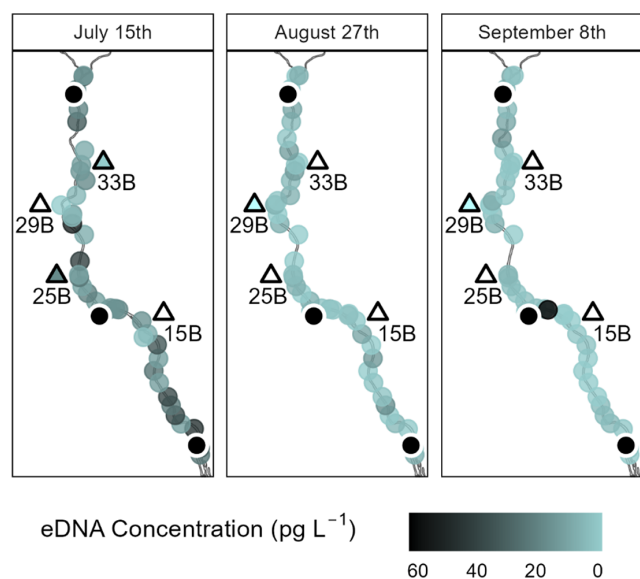 July 15th
August 27th
September 8th
33B
29B
25B
15B
33B
29B
25B
15B
33B
29B
25B
15B
eDNA Concentration (pg L⁻¹)
60 40 20 0